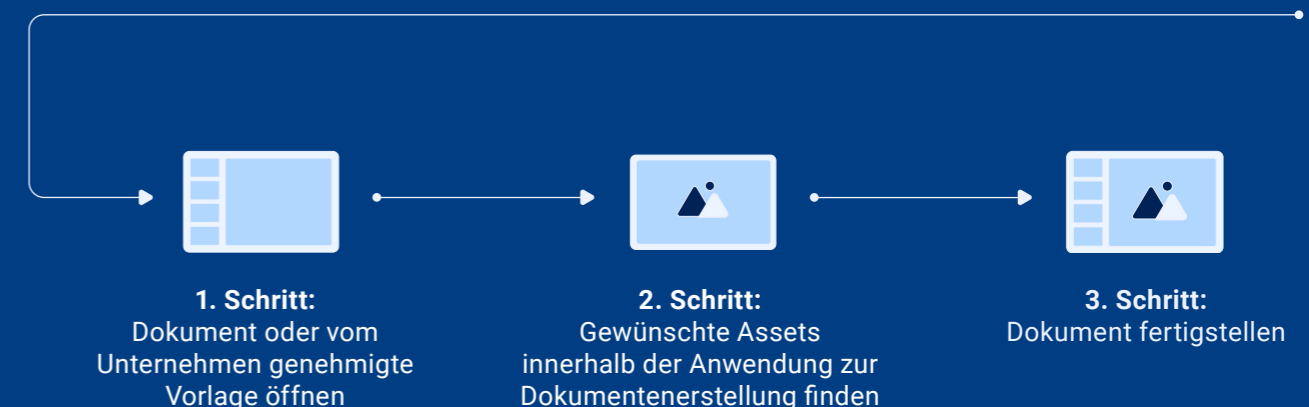 1. Schritt:
Dokument oder vom
Unternehmen genehmigte
Vorlage öffnen
2. Schritt:
Gewünschte Assets
innerhalb der Anwendung zur
Dokumentenerstellung finden
3. Schritt:
Dokument fertigstellen